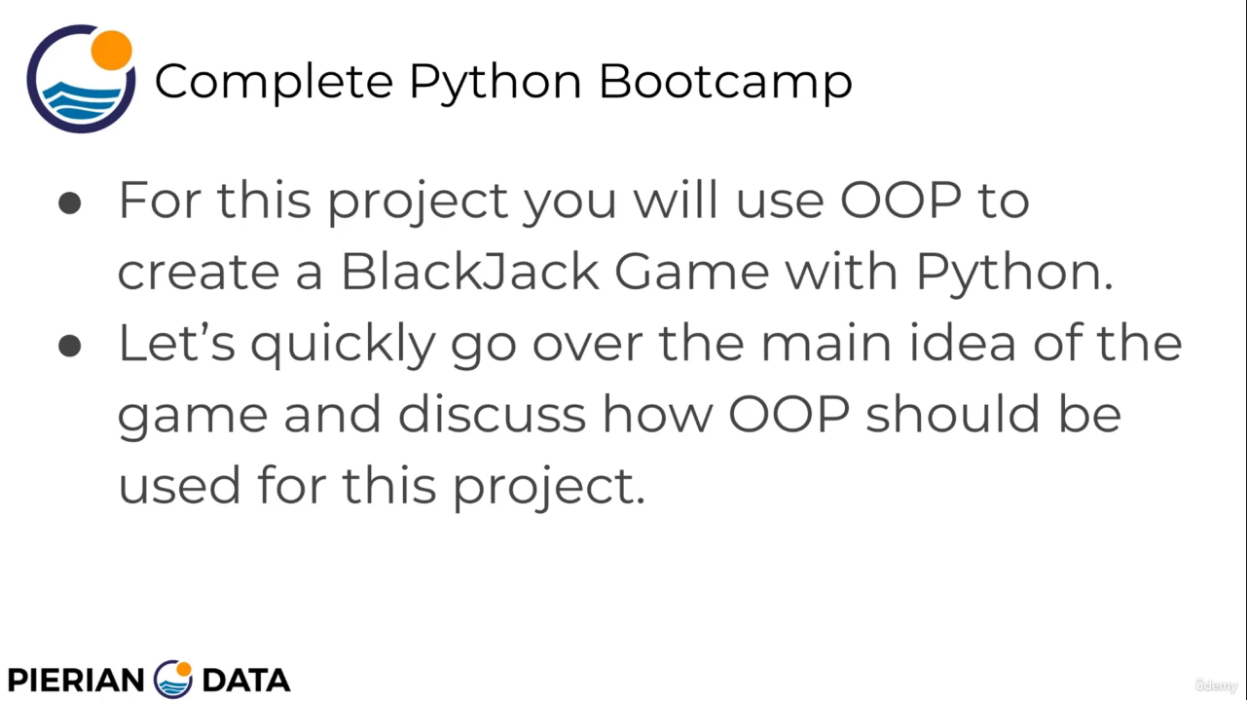 Complete Python Bootcamp
● For this project you will use OOP to
create a BlackJack Game with Python.
● Let’s quickly go over the main idea of the
game and discuss how OOP should be
used for this project.
PIERIAN DATA
ûdemy